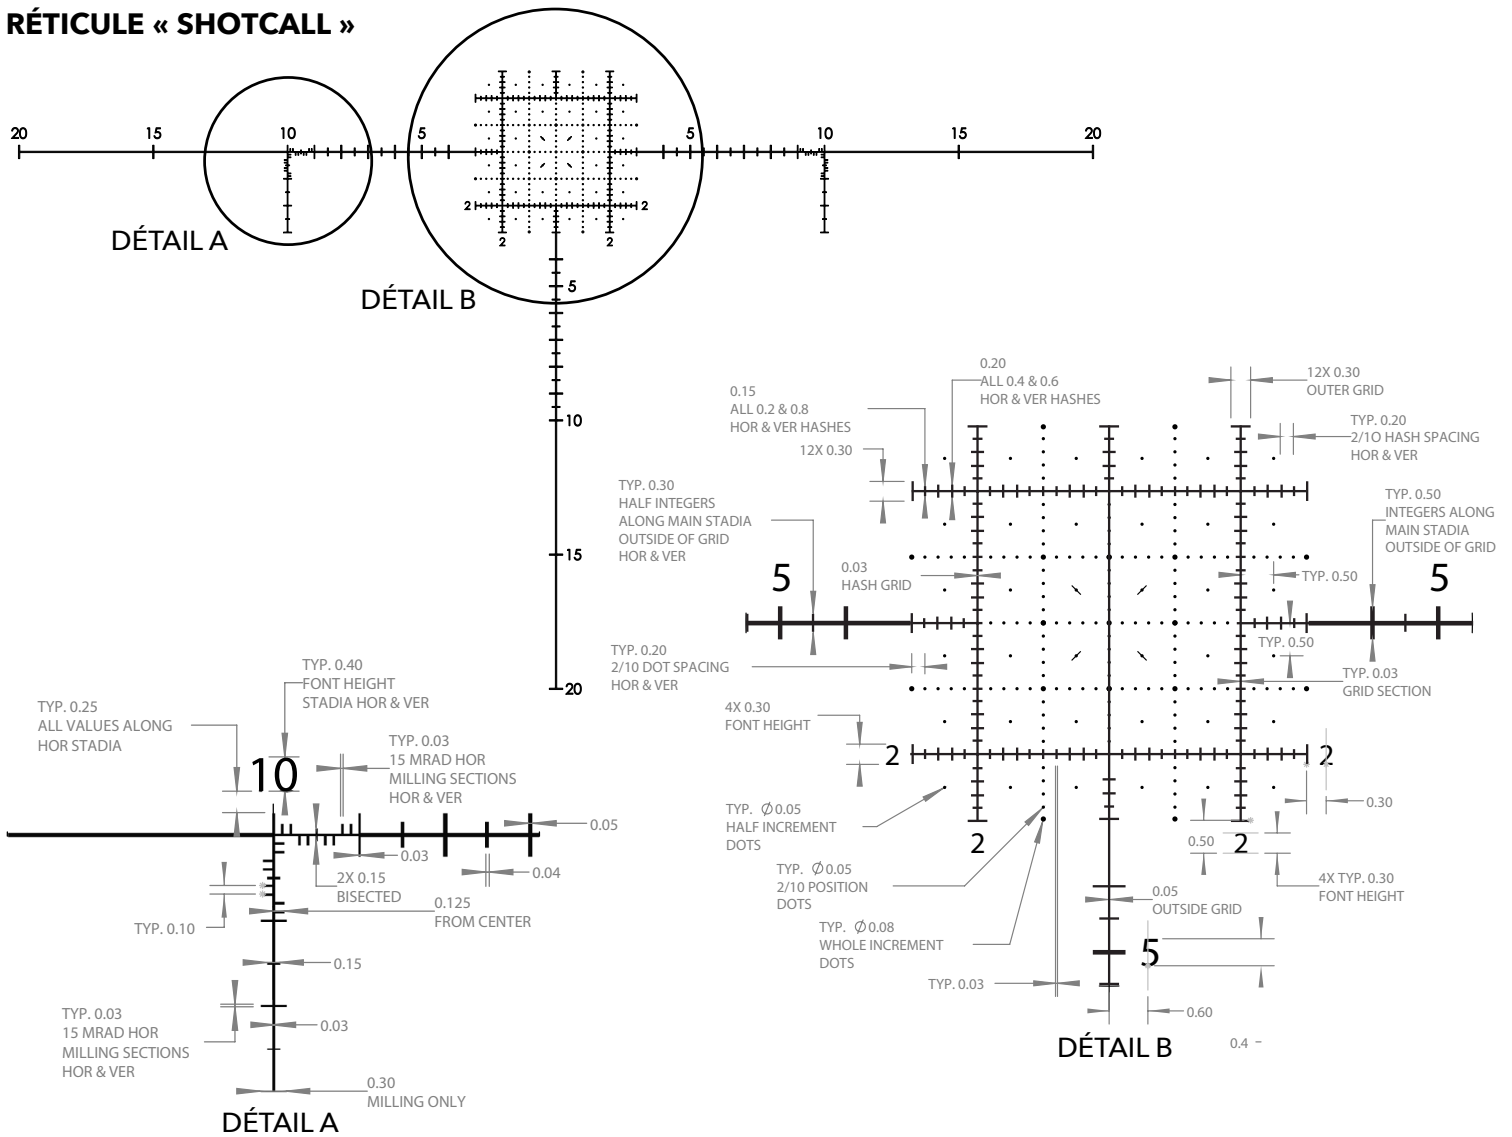 RÉTICULE « SHOTCALL »
20
15
10
5
5
10
15
20
2
2
2
2
DÉTAIL A
DÉTAIL B
5
10
15
20
TYP. 0.25
ALL VALUES ALONG
HOR STADIA
TYP. 0.40
FONT HEIGHT
STADIA HOR & VER
10
TYP. 0.03
15 MRAD HOR
MILLING SECTIONS
HOR & VER
0.05
0.03
0.04
2X 0.15
BISECTED
0.125
FROM CENTER
TYP. 0.10
0.15
TYP. 0.03
15 MRAD HOR
MILLING SECTIONS
HOR & VER
0.03
0.30
MILLING ONLY
DÉTAIL A
0.20
ALL 0.4 & 0.6
HOR & VER HASHES
12X 0.30
OUTER GRID
0.15
ALL 0.2 & 0.8
HOR & VER HASHES
12X 0.30
TYP. 0.20
2/1O HASH SPACING
HOR & VER
TYP. 0.30
HALF INTEGERS
ALONG MAIN STADIA
OUTSIDE OF GRID
HOR & VER
TYP. 0.50
INTEGERS ALONG
MAIN STADIA
OUTSIDE OF GRID
5
0.03
HASH GRID
TYP. 0.50
5
TYP. 0.50
TYP. 0.20
2/10 DOT SPACING
HOR & VER
TYP. 0.03
GRID SECTION
4X 0.30
FONT HEIGHT
2
2
0.30
TYP. Ø0.05
HALF INCREMENT
DOTS
2
0.50
2
TYP. Ø0.05
2/10 POSITION
DOTS
4X TYP. 0.30
FONT HEIGHT
0.05
OUTSIDE GRID
TYP. Ø0.08
WHOLE INCREMENT
DOTS
5
TYP. 0.03
0.60
DÉTAIL B
0.4